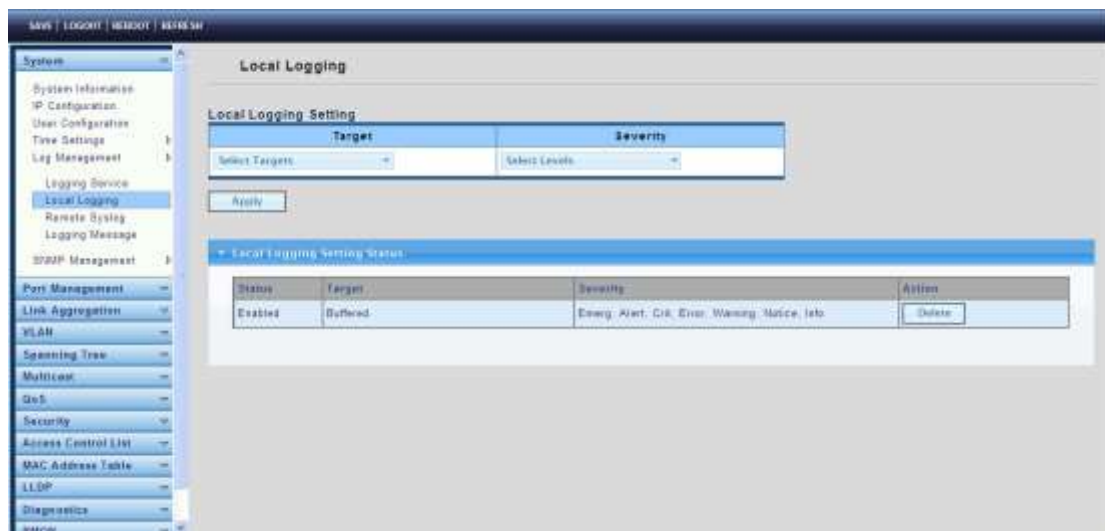 SAVE | LOGOUT | REBOOT | REFRESH
System
System Information
IP Configuration
User Configuration
Time Settings
Log Management
Logging Service
Local Logging
Remote Syslog
Logging Message
SNMP Management
Port Management
Link Aggregation
VLAN
Spanning Tree
Multicast
QoS
Security
Access Control List
MAC Address Table
LLDP
Diagnostics
RMON
Local Logging
Local Logging Setting
Target Severity
Select Targets Select Levels
Apply
Local Logging Setting Status
Status Target Severity Action
Enabled Buffered Emerg, Alert, Crit, Error, Warning, Notice, Info Delete